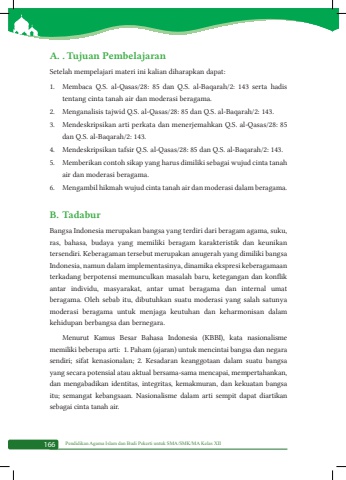 A. . Tujuan Pembelajaran
Setelah mempelajari materi ini kalian diharapkan dapat:
1. Membaca Q.S. al-Qasas/28: 85 dan Q.S. al-Baqarah/2: 143 serta hadis
tentang cinta tanah air dan moderasi beragama.
2. Menganalisis tajwid Q.S. al-Qasas/28: 85 dan Q.S. al-Baqarah/2: 143.
3. Mendeskripsikan arti perkata dan menerjemahkan Q.S. al-Qasas/28: 85
dan Q.S. al-Baqarah/2: 143.
4. Mendeskripsikan tafsir Q.S. al-Qasas/28: 85 dan Q.S. al-Baqarah/2: 143.
5. Memberikan contoh sikap yang harus dimiliki sebagai wujud cinta tanah
air dan moderasi beragama.
6. Mengambil hikmah wujud cinta tanah air dan moderasi dalam beragama.
B. Tadabur
Bangsa Indonesia merupakan bangsa yang terdiri dari beragam agama, suku,
ras, bahasa, budaya yang memiliki beragam karakteristik dan keunikan
tersendiri. Keberagaman tersebut merupakan anugerah yang dimiliki bangsa
Indonesia, namun dalam implementasinya, dinamika ekspresi keberagamaan
terkadang berpotensi memunculkan masalah baru, ketegangan dan konflik
antar individu, masyarakat, antar umat beragama dan internal umat
beragama. Oleh sebab itu, dibutuhkan suatu moderasi yang salah satunya
moderasi beragama untuk menjaga keutuhan dan keharmonisan dalam
kehidupan berbangsa dan bernegara.
Menurut Kamus Besar Bahasa Indonesia (KBBI), kata nasionalisme
memiliki beberapa arti: 1. Paham (ajaran) untuk mencintai bangsa dan negara
sendiri; sifat kenasionalan; 2. Kesadaran keanggotaan dalam suatu bangsa
yang secara potensial atau aktual bersama-sama mencapai, mempertahankan,
dan mengabadikan identitas, integritas, kemakmuran, dan kekuatan bangsa
itu; semangat kebangsaan. Nasionalisme dalam arti sempit dapat diartikan
sebagai cinta tanah air.
166 Pendidikan Agama Islam dan Budi Pekerti untuk SMA/SMK/MA Kelas XII